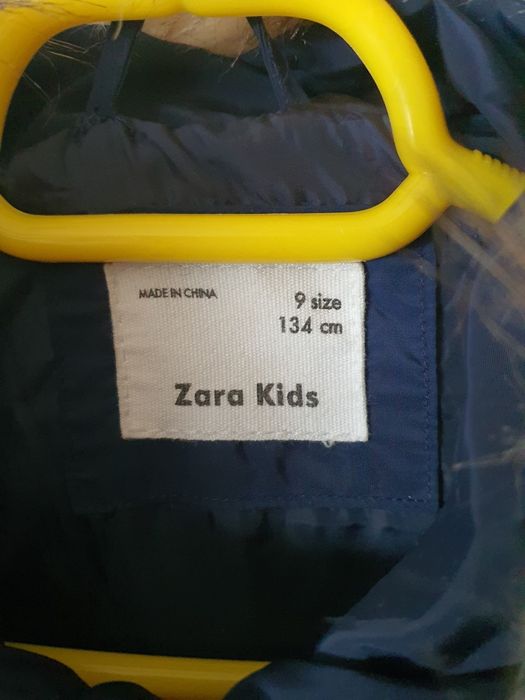 MADE IN CHINA
9 size
134 cm
Zara Kids